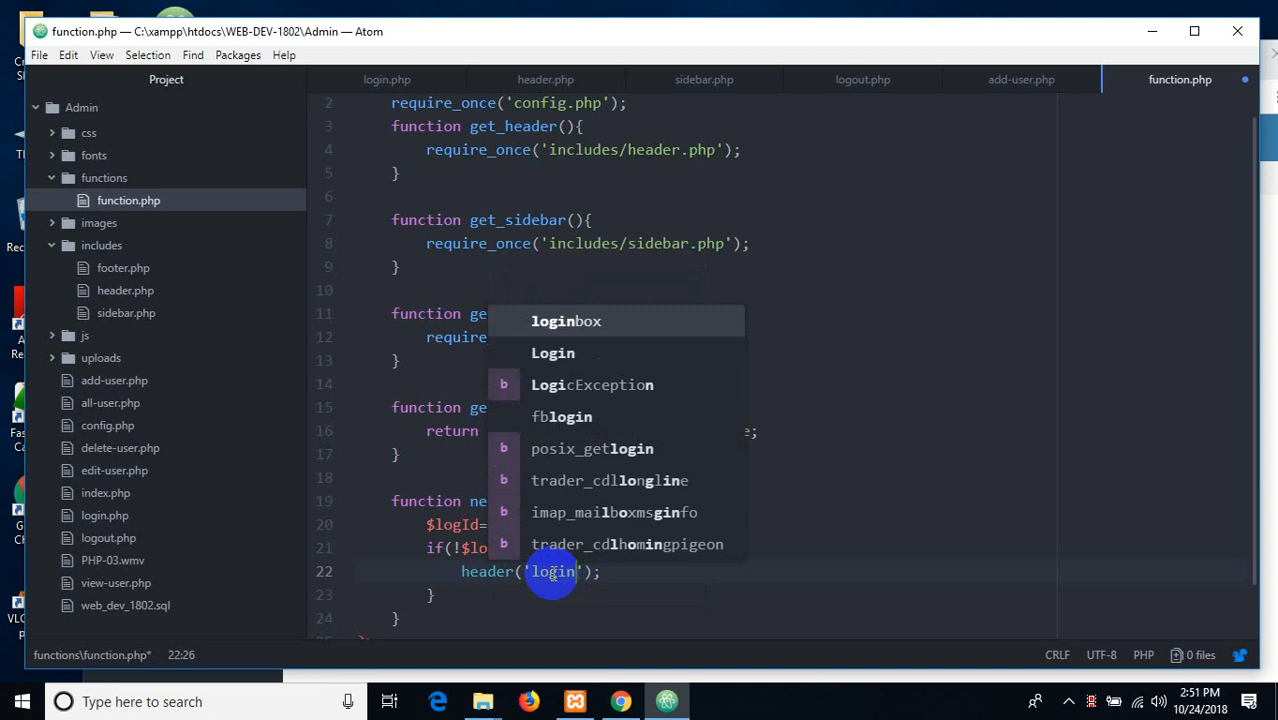 function.php — C:\xampp\htdocs\WEB-DEV-1802\Admin — Atom
File Edit View Selection Find Packages Help
Project
login.php header.php sidebar.php logout.php add-user.php function.php
Admin
css
fonts
functions
function.php
images
includes
footer.php
header.php
sidebar.php
js
uploads
add-user.php
all-user.php
config.php
delete-user.php
edit-user.php
index.php
login.php
logout.php
PHP-03.wmv
view-user.php
web_dev_1802.sql
2 require_once('config.php');
3 function get_header(){
4 require_once('includes/header.php');
5 }
6
7 function get_sidebar(){
8 require_once('includes/sidebar.php');
9 }
10
11 function ge
12 require
13 }
14
15 function ge
16 return e;
17 }
18
19 function ne
20 $logId=
21 if(!$lo
22 header('login');
23 }
24 }
loginbox
Login
b LogicException
fblogin
b posix_getlogin
b trader_cdllongline
b imap_mailboxmsginfo
b trader_cdlhomingpigeon
functions\function.php* 22:26
CRLF UTF-8 PHP 0 files
Type here to search
2:51 PM
10/24/2018